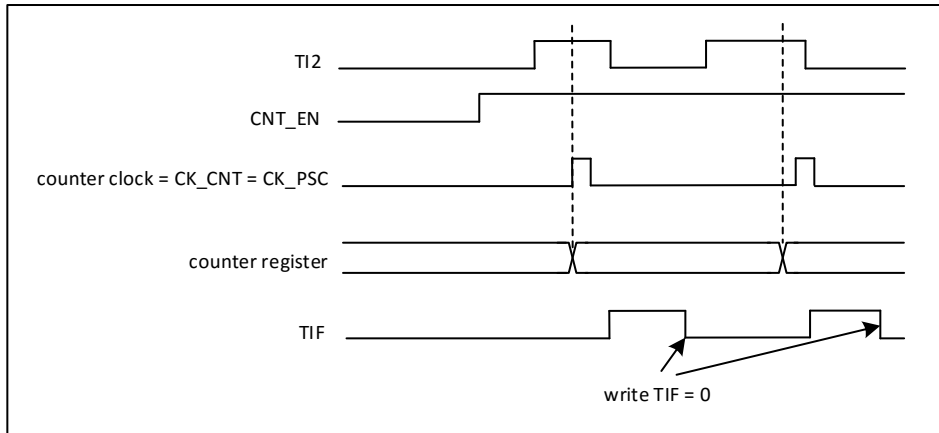 TI2
CNT_EN
counter clock = CK_CNT = CK_PSC
counter register
TIF
write TIF = 0